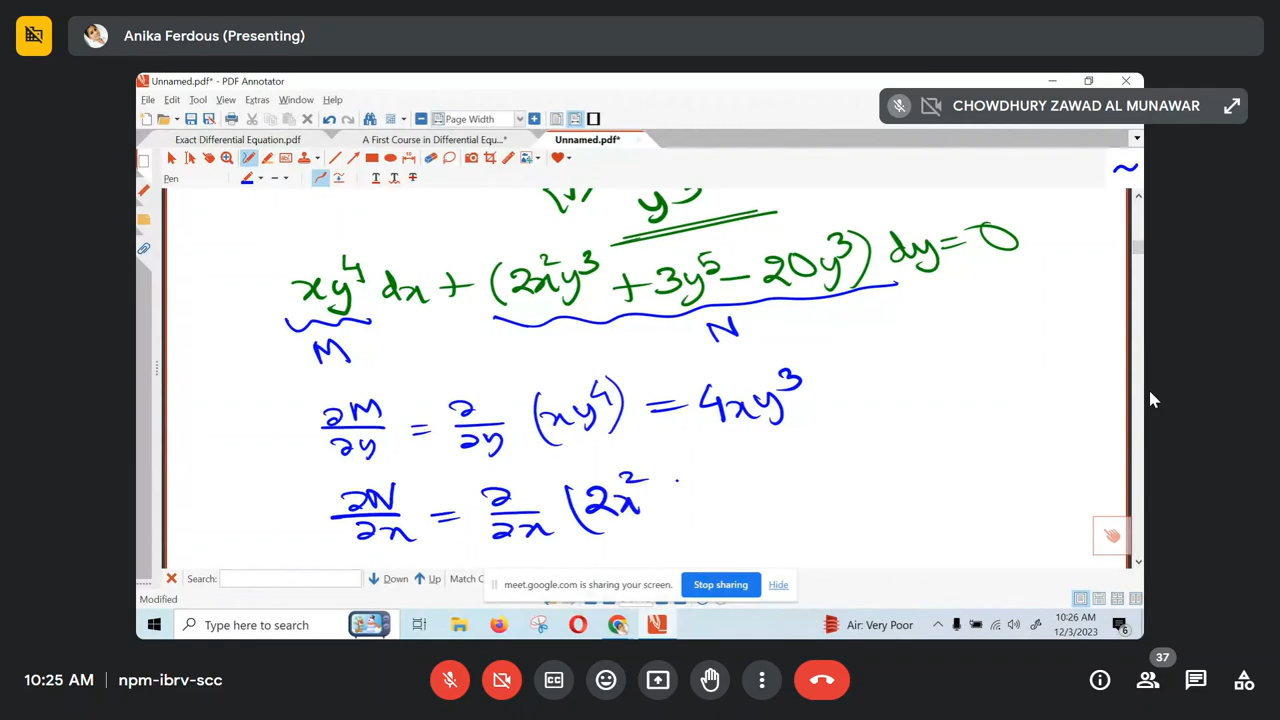 Anika Ferdous (Presenting)
Unnamed.pdf* - PDF Annotator
File Edit Tool View Extras Window Help
CHOWDHURY ZAWAD AL MUNAWAR
Page Width
Exact Differential Equation.pdf
A First Course in Differential Equ...*
Unnamed.pdf*
Pen
xy⁴ dx + (2x²y³ + 3y⁵ - 20y³) dy = 0
M
N
∂M/∂y = ∂/∂y (xy⁴) = 4xy³
∂N/∂x = ∂/∂x (2x²
Search:
Down Up Match C
meet.google.com is sharing your screen. Stop sharing Hide
Modified
Type here to search
Air: Very Poor
10:26 AM
12/3/2023
6
10:25 AM
npm-ibrv-scc
37